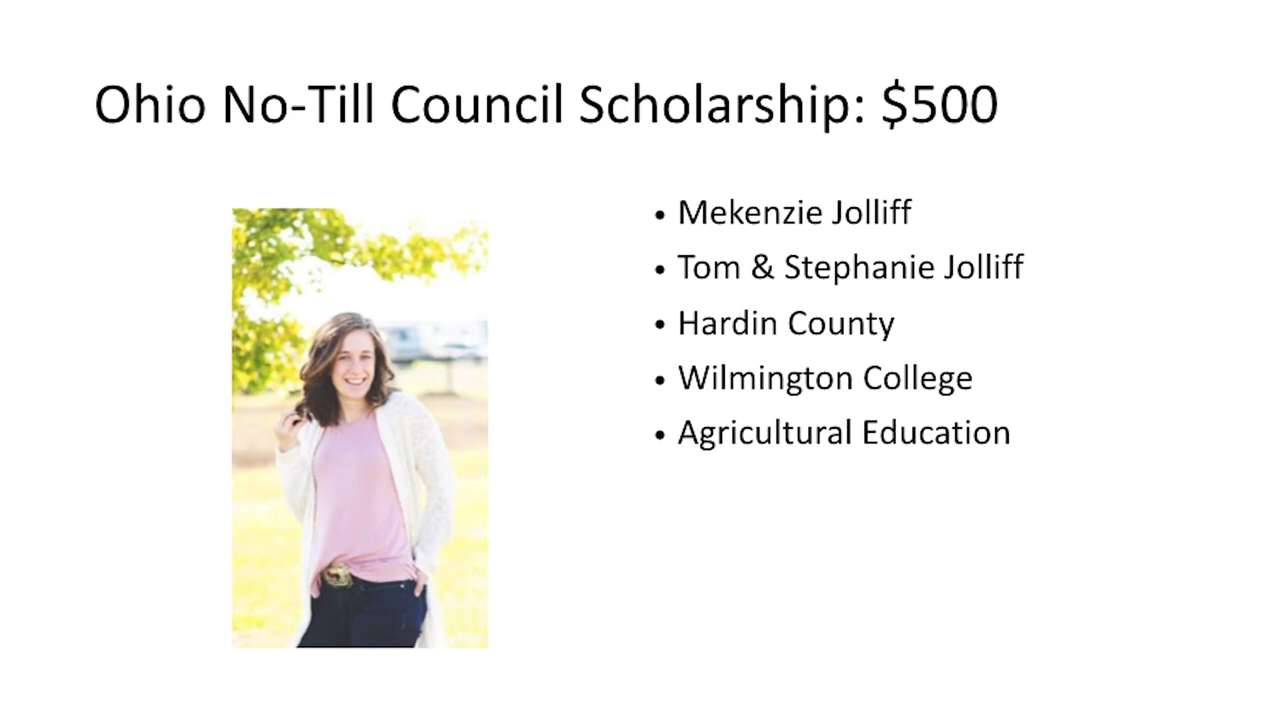 Ohio No-Till Council Scholarship: $500
• Mekenzie Jolliff
• Tom & Stephanie Jolliff
• Hardin County
• Wilmington College
• Agricultural Education